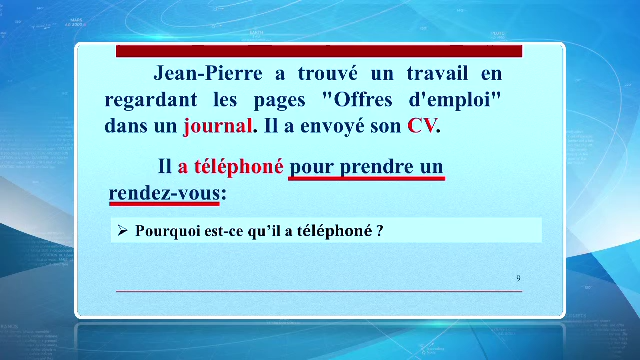 Jean-Pierre a trouvé un travail en
regardant les pages "Offres d'emploi"
dans un journal. Il a envoyé son CV.
Il a téléphoné pour prendre un
rendez-vous:
➢ Pourquoi est-ce qu'il a téléphoné ?
9